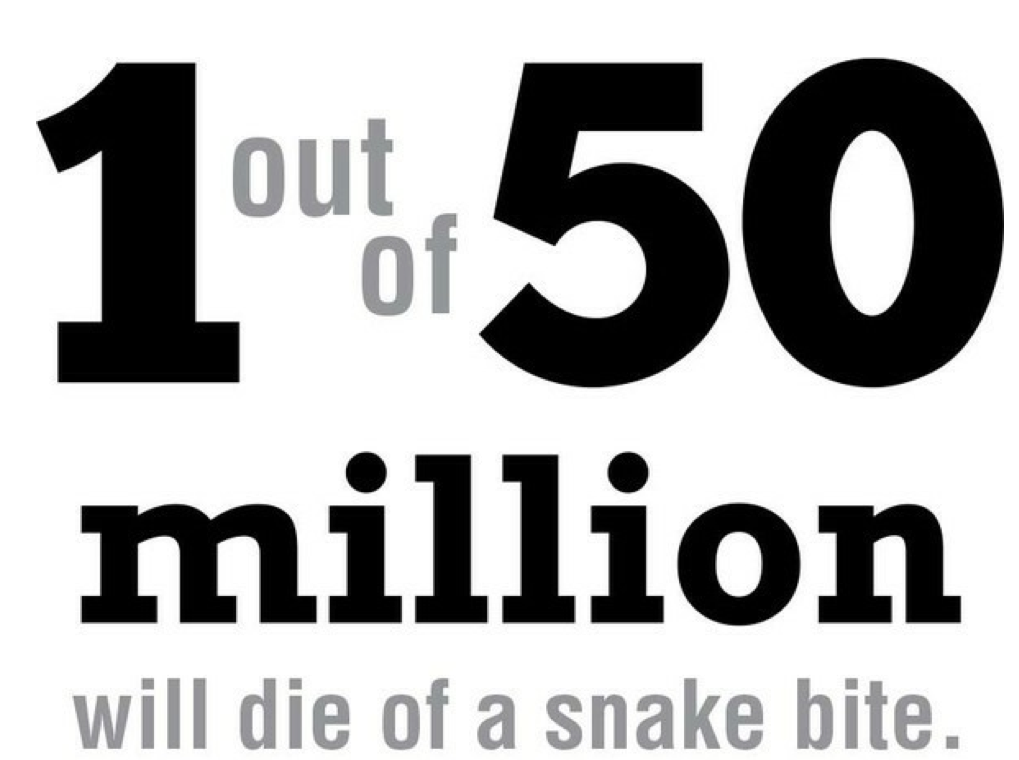 1 out of 50
million
will die of a snake bite.